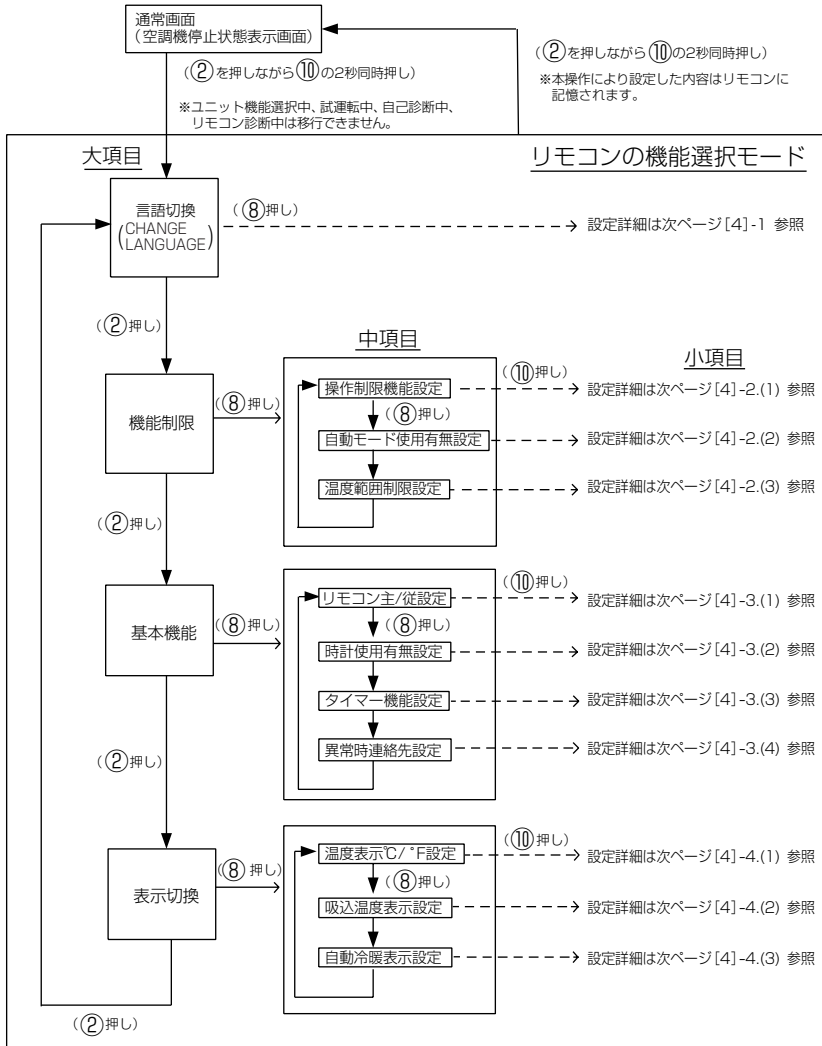 通常画面
(空調機停止状態表示画面)
(②を押しながら⑩の2秒同時押し)
※ユニット機能選択中、試運転中、自己診断中、
リモコン診断中は移行できません。
(②を押しながら⑩の2秒同時押し)
※本操作により設定した内容はリモコンに
記憶されます。
大項目
リモコンの機能選択モード
言語切換
(CHANGE
LANGUAGE)
(⑧押し)
設定詳細は次ページ[4]-1 参照
(②押し)
中項目
小項目
機能制限
(⑧押し)
操作制限機能設定
(⑩押し)
設定詳細は次ページ[4]-2.(1) 参照
(⑧押し)
自動モード使用有無設定
設定詳細は次ページ[4]-2.(2) 参照
温度範囲制限設定
設定詳細は次ページ[4]-2.(3) 参照
(②押し)
基本機能
(⑧押し)
リモコン主/従設定
(⑩押し)
設定詳細は次ページ[4]-3.(1) 参照
(⑧押し)
時計使用有無設定
設定詳細は次ページ[4]-3.(2) 参照
タイマー機能設定
設定詳細は次ページ[4]-3.(3) 参照
異常時連絡先設定
設定詳細は次ページ[4]-3.(4) 参照
(②押し)
表示切換
(⑧押し)
温度表示℃/°F設定
(⑩押し)
設定詳細は次ページ[4]-4.(1) 参照
(⑧押し)
吸込温度表示設定
設定詳細は次ページ[4]-4.(2) 参照
自動冷暖表示設定
設定詳細は次ページ[4]-4.(3) 参照
(②押し)